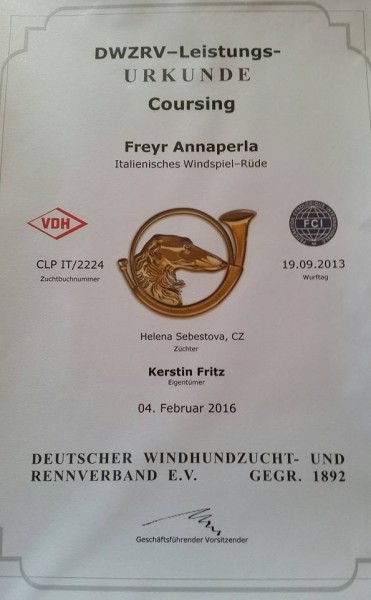 DWZRV–Leistungs-
URKUNDE
Coursing
Freyr Annaperla
Italienisches Windspiel–Rüde
VDH
FCI
CLP IT/2224
19.09.2013
Zuchtbuchnummer
Wurftag
Helena Sebestova, CZ
Züchter
Kerstin Fritz
Eigentümer
04. Februar 2016
DEUTSCHER WINDHUNDZUCHT- UND
RENNVERBAND E.V. GEGR. 1892
Geschäftsführender Vorsitzender